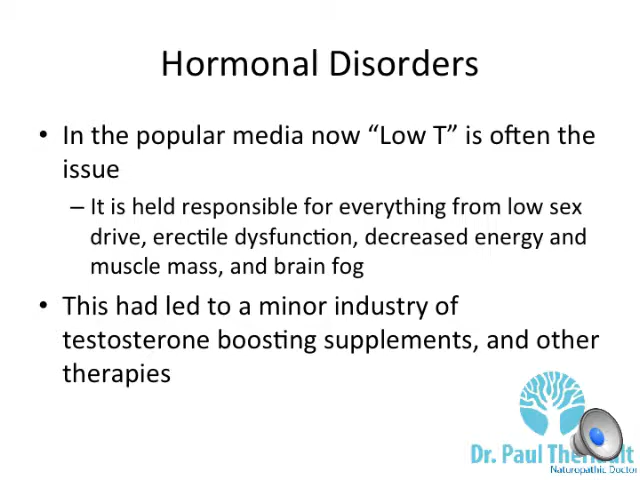 Hormonal Disorders
• In the popular media now “Low T” is often the
issue
– It is held responsible for everything from low sex
drive, erectile dysfunction, decreased energy and
muscle mass, and brain fog
• This had led to a minor industry of
testosterone boosting supplements, and other
therapies
Dr. Paul Theriault
Naturopathic Doctor